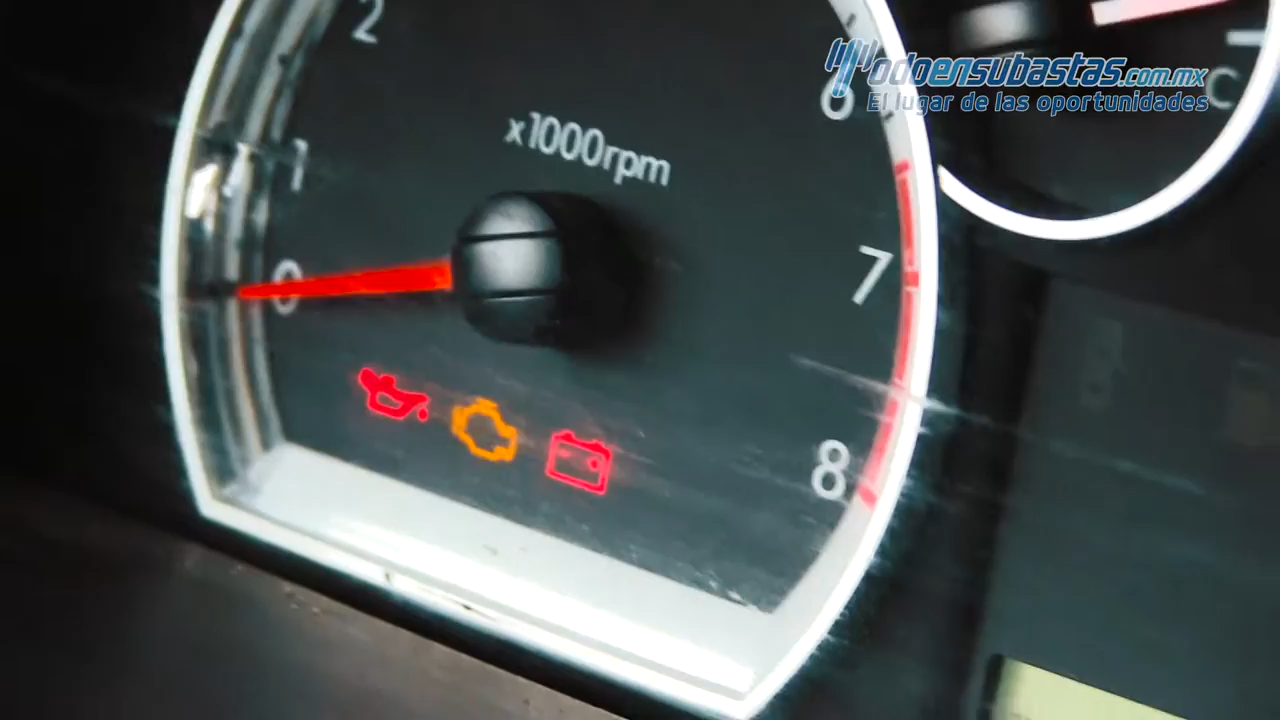 2
Todoensubastas.com.mx
El lugar de las oportunidades
6
C
x1000rpm
1
0
7
8